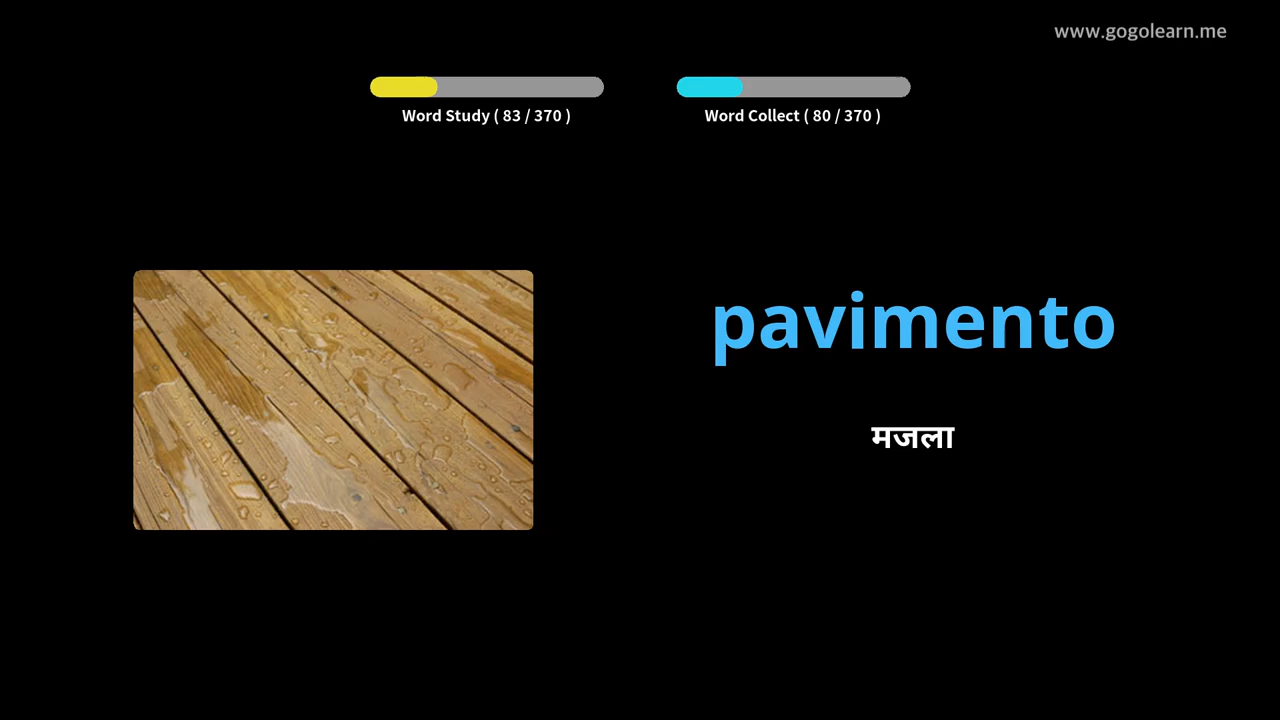 www.gogolearn.me
Word Study ( 83 / 370 )
Word Collect ( 80 / 370 )
pavimento
मजला